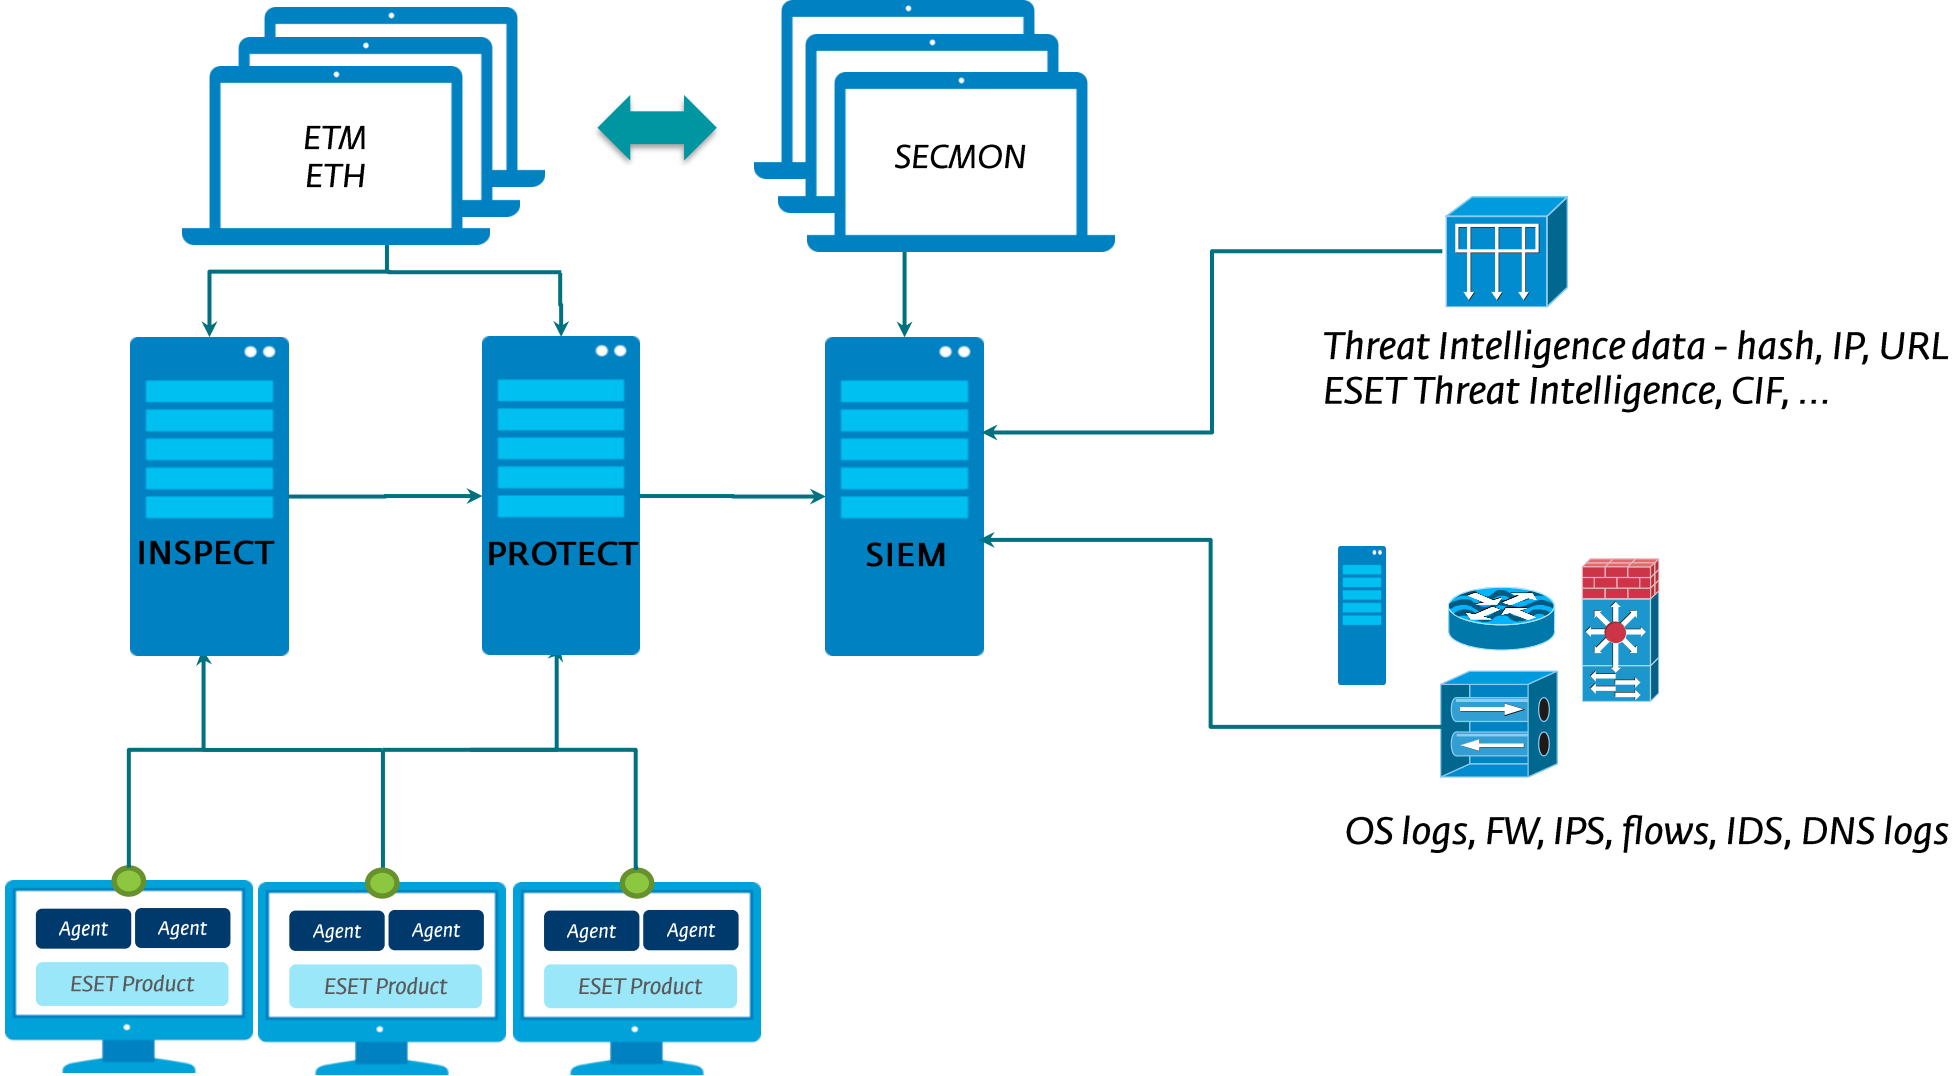 ETM
ETH
SECMON
Threat Intelligence data - hash, IP, URL
ESET Threat Intelligence, CIF, ...
INSPECT
PROTECT
SIEM
OS logs, FW, IPS, flows, IDS, DNS logs
Agent
Agent
ESET Product
Agent
Agent
ESET Product
Agent
Agent
ESET Product